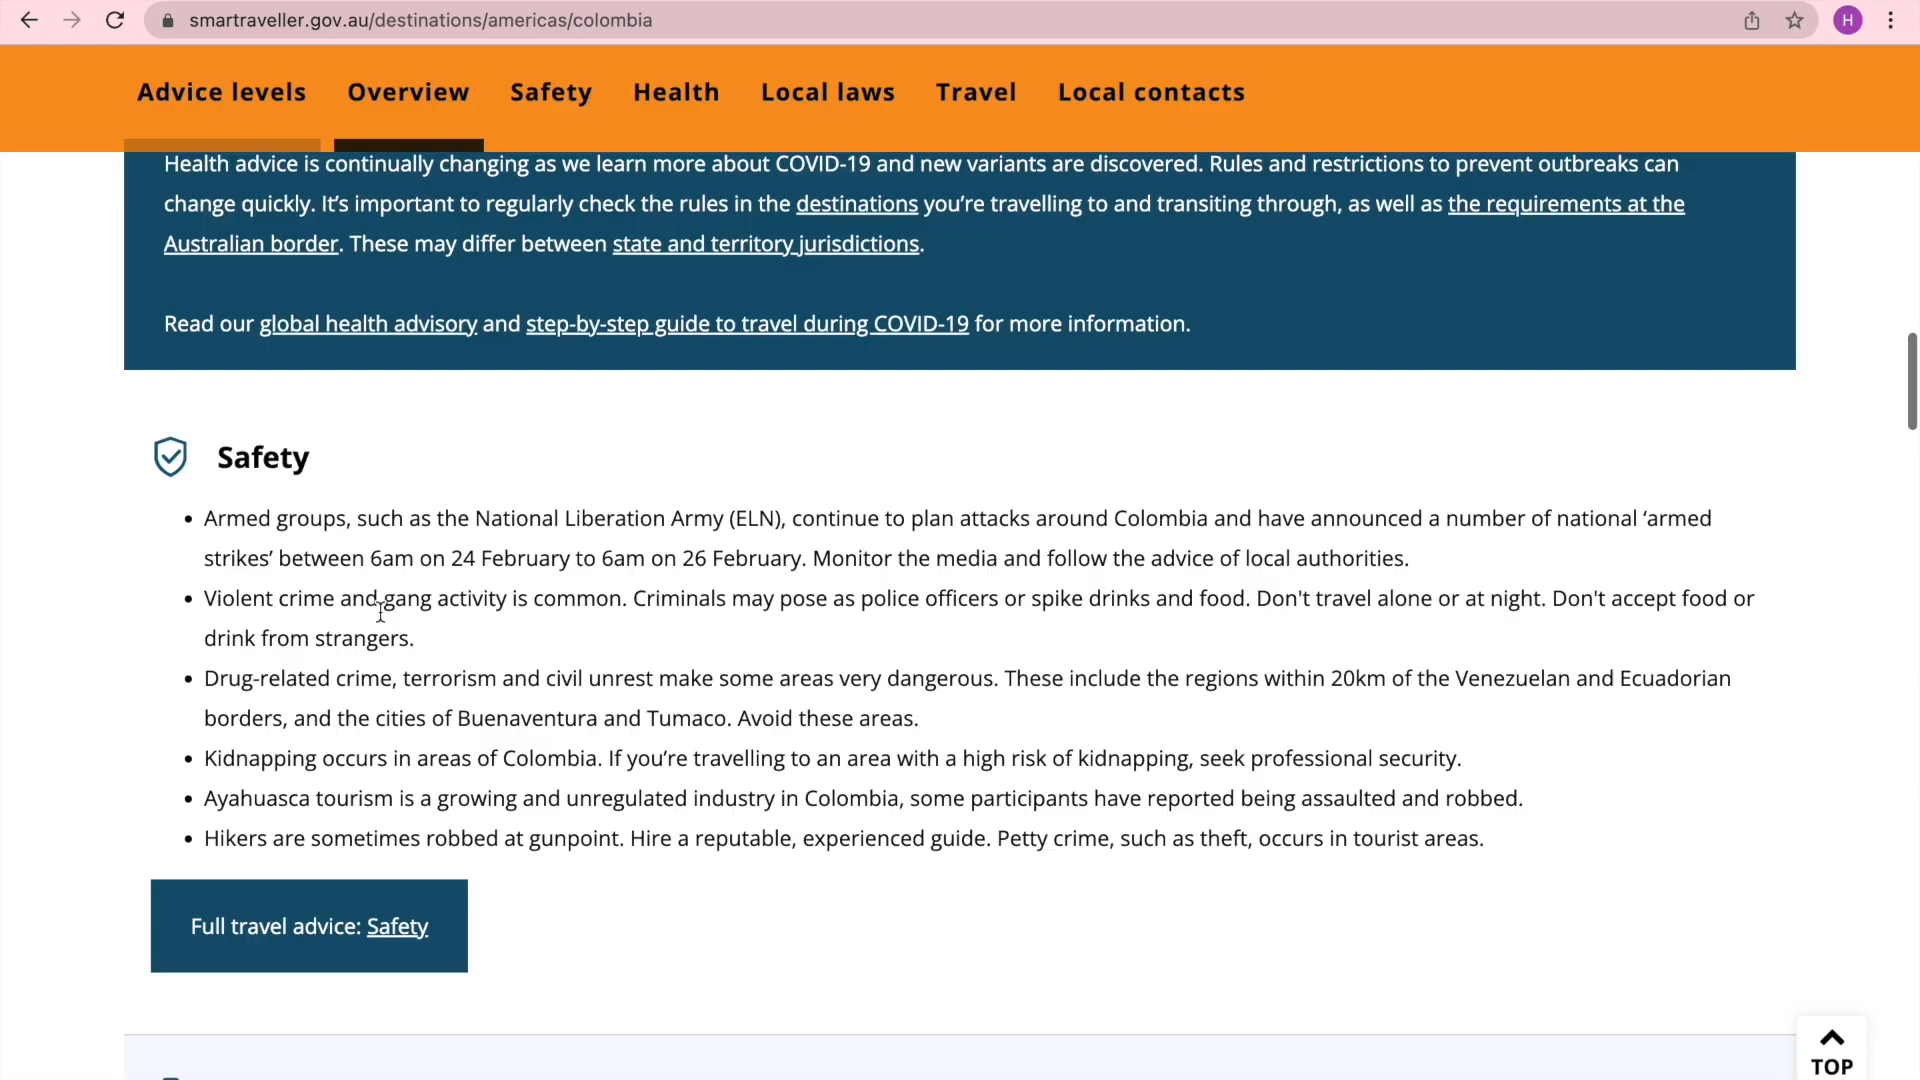 smartraveller.gov.au/destinations/americas/colombia
H
Advice levels Overview Safety Health Local laws Travel Local contacts
Health advice is continually changing as we learn more about COVID-19 and new variants are discovered. Rules and restrictions to prevent outbreaks can
change quickly. It’s important to regularly check the rules in the destinations you’re travelling to and transiting through, as well as the requirements at the
Australian border. These may differ between state and territory jurisdictions.
Read our global health advisory and step-by-step guide to travel during COVID-19 for more information.
Safety
• Armed groups, such as the National Liberation Army (ELN), continue to plan attacks around Colombia and have announced a number of national ‘armed
strikes’ between 6am on 24 February to 6am on 26 February. Monitor the media and follow the advice of local authorities.
• Violent crime and gang activity is common. Criminals may pose as police officers or spike drinks and food. Don't travel alone or at night. Don't accept food or
drink from strangers.
• Drug-related crime, terrorism and civil unrest make some areas very dangerous. These include the regions within 20km of the Venezuelan and Ecuadorian
borders, and the cities of Buenaventura and Tumaco. Avoid these areas.
• Kidnapping occurs in areas of Colombia. If you’re travelling to an area with a high risk of kidnapping, seek professional security.
• Ayahuasca tourism is a growing and unregulated industry in Colombia, some participants have reported being assaulted and robbed.
• Hikers are sometimes robbed at gunpoint. Hire a reputable, experienced guide. Petty crime, such as theft, occurs in tourist areas.
Full travel advice: Safety
TOP